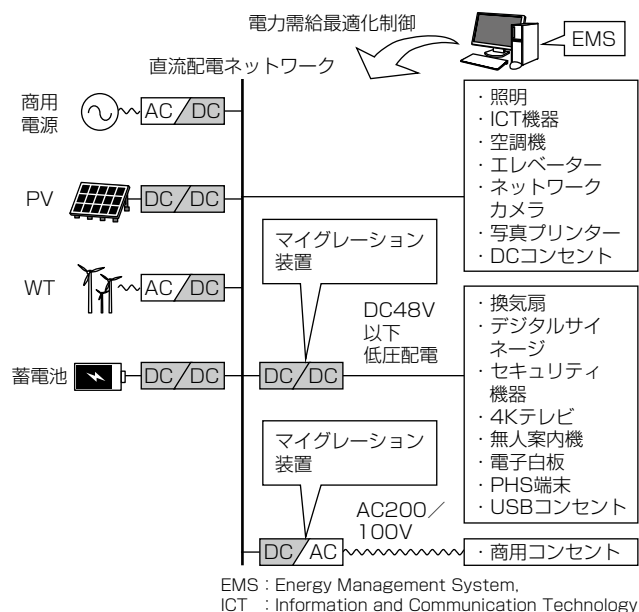 電力需給最適化制御
EMS
直流配電ネットワーク
商用
電源
AC/DC
・照明
・ICT機器
・空調機
・エレベーター
・ネットワーク
カメラ
・写真プリンター
・DCコンセント
PV
DC/DC
マイグレーション
装置
WT
AC/DC
DC48V
以下
低圧配電
・換気扇
・デジタルサイ
ネージ
・セキュリティ
機器
・4Kテレビ
・無人案内機
・電子白板
・PHS端末
・USBコンセント
蓄電池
DC/DC
DC/DC
マイグレーション
装置
AC200/
100V
DC/AC
・商用コンセント
EMS：Energy Management System,
ICT ：Information and Communication Technology